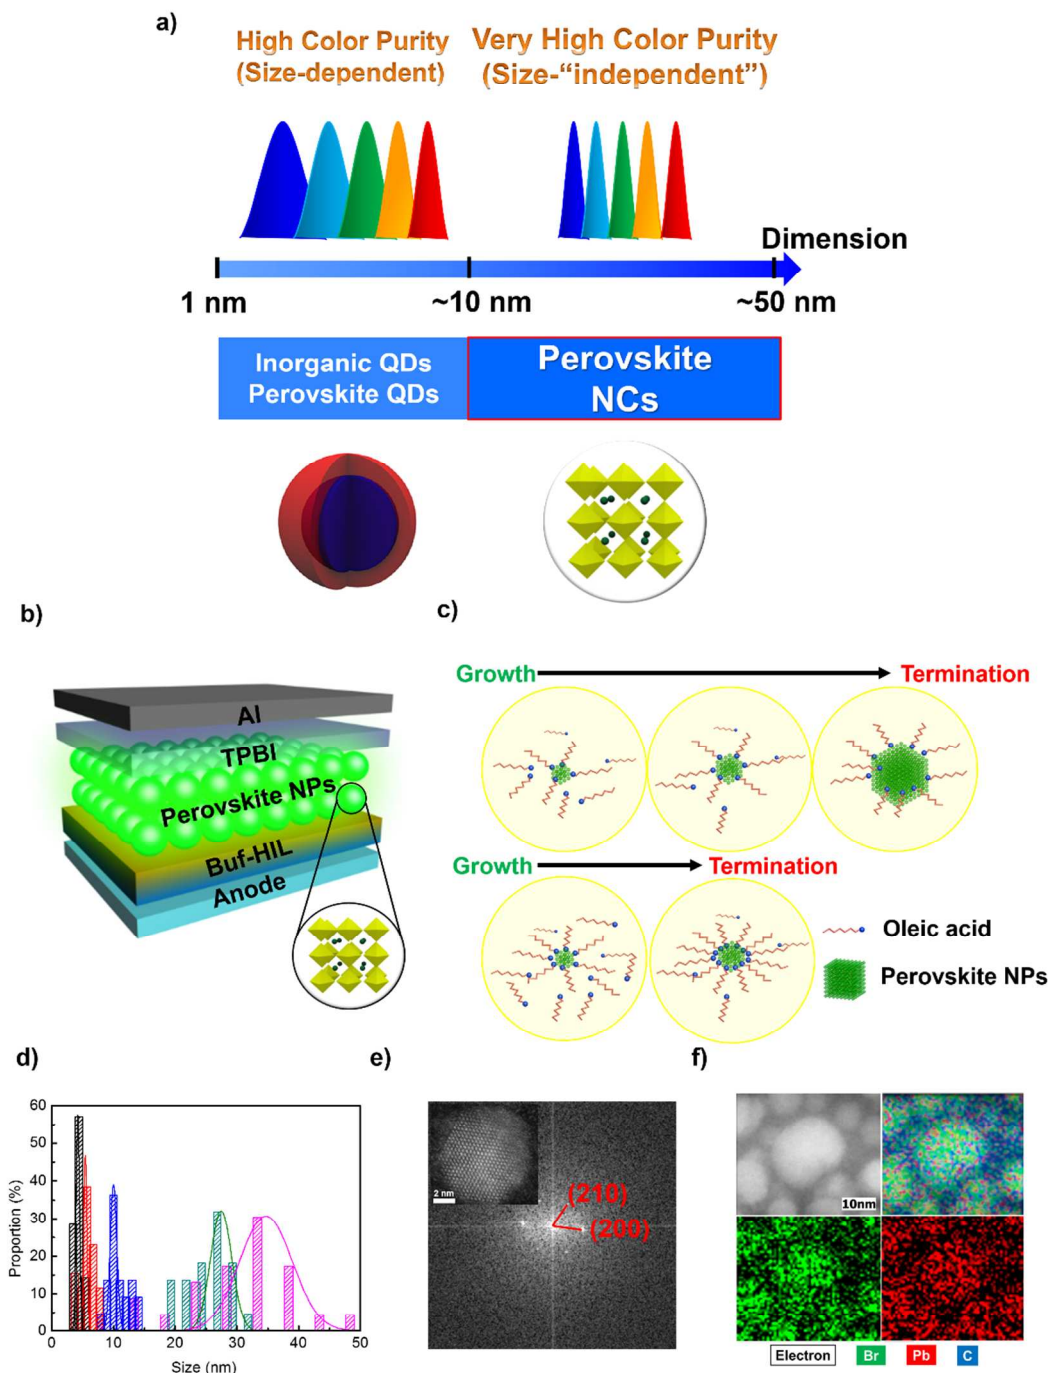 a)
High Color Purity
(Size-dependent)
Very High Color Purity
(Size-“independent”)
Dimension
1 nm
~10 nm
~50 nm
Inorganic QDs
Perovskite QDs
Perovskite
NCs
b)
Al
TPBI
Perovskite NPs
Buf-HIL
Anode
c)
Growth
Termination
Growth
Termination
Oleic acid
Perovskite NPs
d)
60
50
40
30
20
10
0
Proportion (%)
0
10
20
30
40
50
Size (nm)
e)
2 nm
(210)
(200)
f)
10nm
Electron
Br
Pb
C